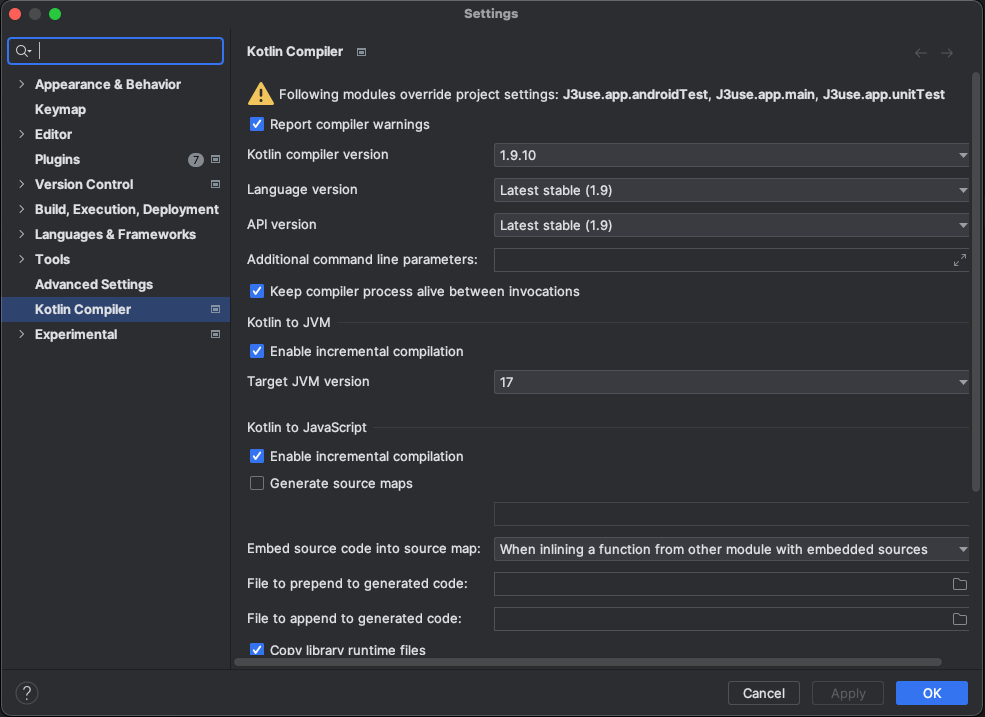 Settings
Appearance & Behavior
Keymap
Editor
Plugins 7
Version Control
Build, Execution, Deployment
Languages & Frameworks
Tools
Advanced Settings
Kotlin Compiler
Experimental
Kotlin Compiler
Following modules override project settings: J3use.app.androidTest, J3use.app.main, J3use.app.unitTest
Report compiler warnings
Kotlin compiler version 1.9.10
Language version Latest stable (1.9)
API version Latest stable (1.9)
Additional command line parameters:
Keep compiler process alive between invocations
Kotlin to JVM
Enable incremental compilation
Target JVM version 17
Kotlin to JavaScript
Enable incremental compilation
Generate source maps
Embed source code into source map: When inlining a function from other module with embedded sources
File to prepend to generated code:
File to append to generated code:
Copy library runtime files
? Cancel Apply OK